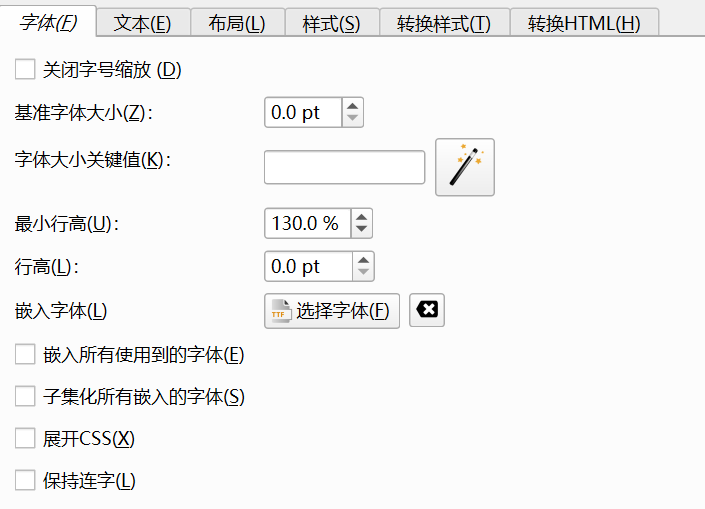 字体(F) 文本(E) 布局(L) 样式(S) 转换样式(T) 转换HTML(H)
关闭字号缩放 (D)
基准字体大小(Z): 0.0 pt
字体大小关键值(K):
最小行高(U): 130.0 %
行高(L): 0.0 pt
嵌入字体(L) TTF 选择字体(F)
嵌入所有使用到的字体(E)
子集化所有嵌入的字体(S)
展开CSS(X)
保持连字(L)